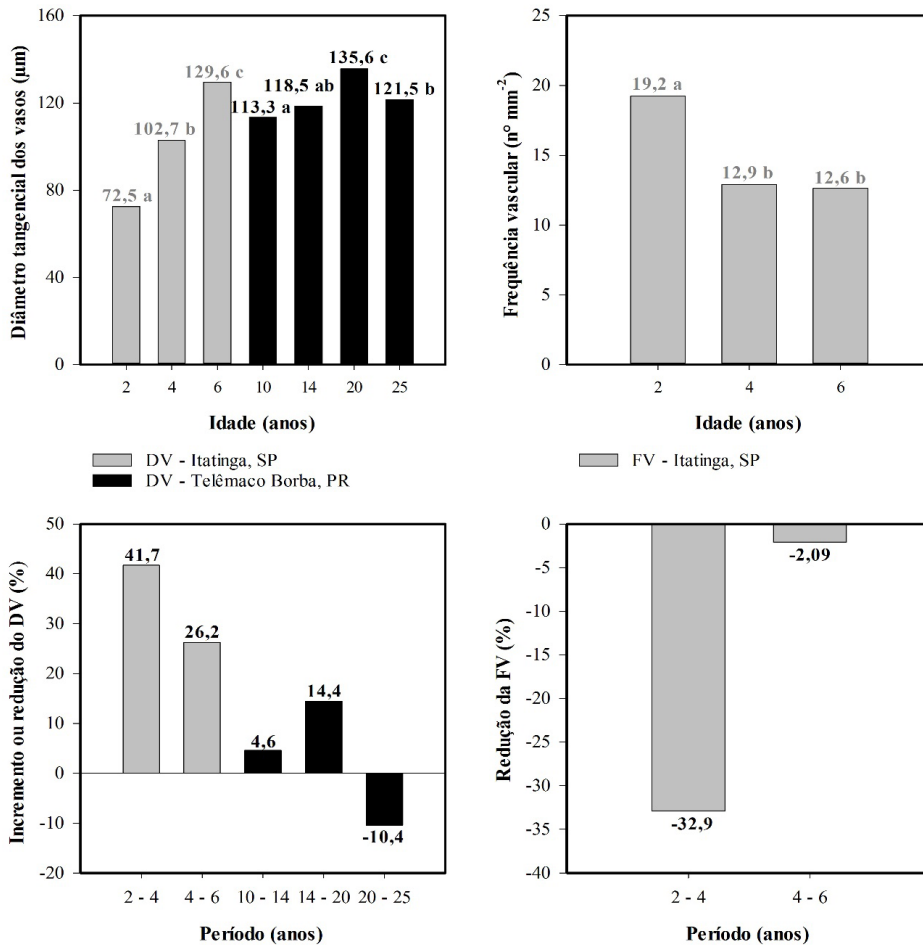 Diâmetro tangencial dos vasos (µm)
160
120
80
40
0
72,5 a
102,7 b
129,6 c
113,3 a
118,5 ab
135,6 c
121,5 b
2 4 6 10 14 20 25
Idade (anos)
DV - Itatinga, SP
DV - Telêmaco Borba, PR
Frequência vascular (nº mm-2)
25
20
15
10
5
0
19,2 a
12,9 b
12,6 b
2 4 6
Idade (anos)
FV - Itatinga, SP
Incremento ou redução do DV (%)
50
40
30
20
10
0
-10
-20
41,7
26,2
4,6
14,4
-10,4
2 - 4 4 - 6 10 - 14 14 - 20 20 - 25
Período (anos)
Redução da FV (%)
0
-5
-10
-15
-20
-25
-30
-35
-40
-32,9
-2,09
2 - 4 4 - 6
Período (anos)